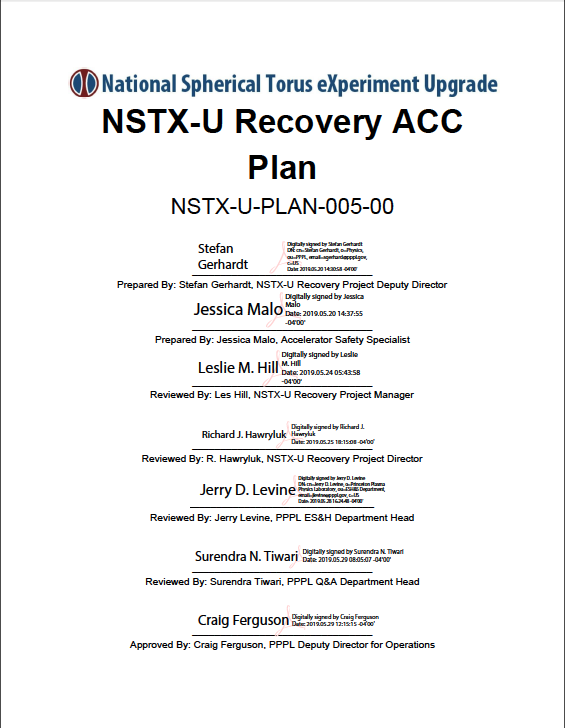 National Spherical Torus eXperiment Upgrade
NSTX-U Recovery ACC
Plan
NSTX-U-PLAN-005-00
Stefan
Gerhardt
Digitally signed by Stefan Gerhardt
DN: cn=Stefan Gerhardt, o=Physics,
ou=PPPL, email=sgerhard@pppl.gov,
c=US
Date: 2019.05.20 14:30:58 -04'00'
Prepared By: Stefan Gerhardt, NSTX-U Recovery Project Deputy Director
Jessica Malo
Digitally signed by Jessica
Malo
Date: 2019.05.20 14:37:55
-04'00'
Prepared By: Jessica Malo, Accelerator Safety Specialist
Leslie M. Hill
Digitally signed by Leslie
M. Hill
Date: 2019.05.24 05:43:58
-04'00'
Reviewed By: Les Hill, NSTX-U Recovery Project Manager
Richard J. Hawryluk
Digitally signed by Richard J.
Hawryluk
Date: 2019.05.25 18:15:08 -04'00'
Reviewed By: R. Hawryluk, NSTX-U Recovery Project Director
Jerry D. Levine
Digitally signed by Jerry D. Levine
DN: cn=Jerry D. Levine, o=Princeton Plasma
Physics Laboratory, ou=ES&H Department,
email=jlevine@pppl.gov, c=US
Date: 2019.05.28 16:24:48 -04'00'
Reviewed By: Jerry Levine, PPPL ES&H Department Head
Surendra N. Tiwari
Digitally signed by Surendra N. Tiwari
Date: 2019.05.29 08:05:07 -04'00'
Reviewed By: Surendra Tiwari, PPPL Q&A Department Head
Craig Ferguson
Digitally signed by Craig Ferguson
Date: 2019.05.29 12:15:15 -04'00'
Approved By: Craig Ferguson, PPPL Deputy Director for Operations